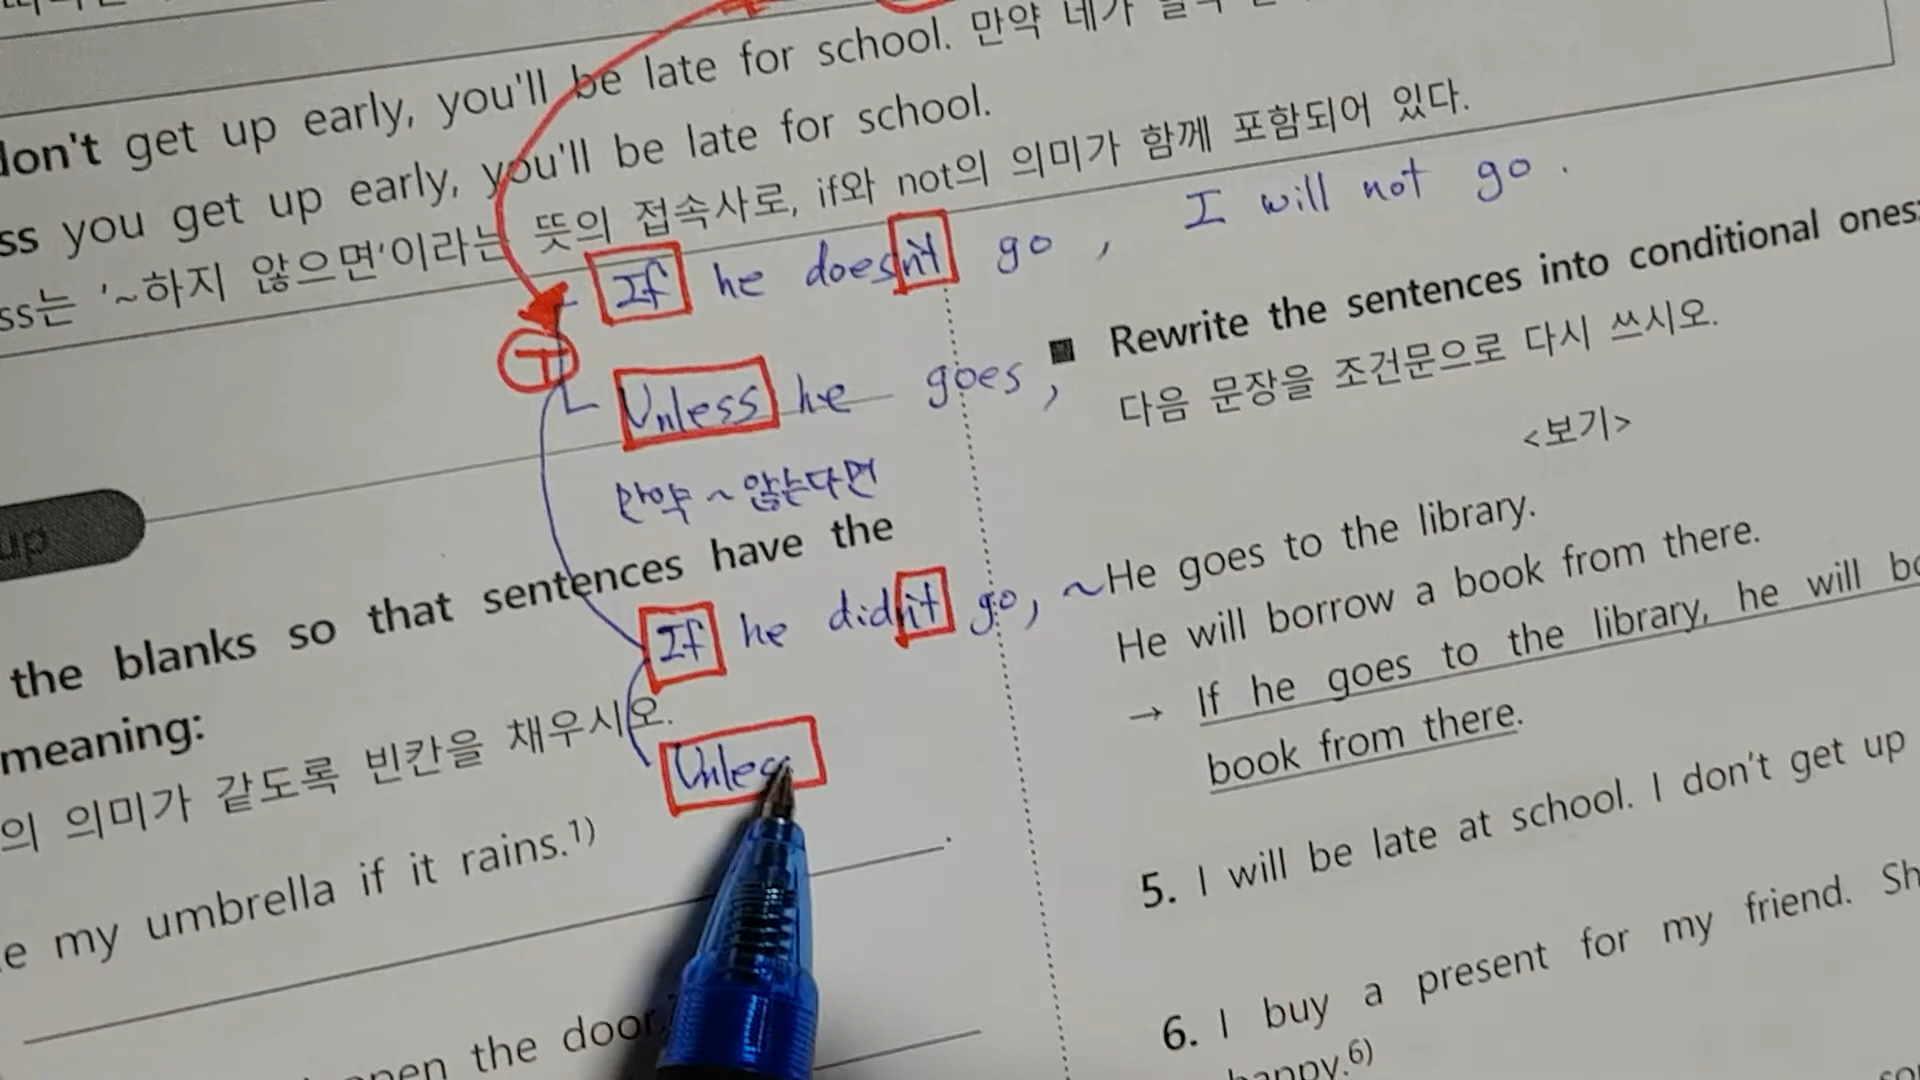 don't get up early, you'll be late for school. 만약 네가
ss you get up early, you'll be late for school.
ss는 '~하지 않으면'이라는 뜻의 접속사로, if와 not의 의미가 함께 포함되어 있다.
If he doesn't go, I will not go.
Unless he goes,
만약 ~ 않는다면
If he didn't go, ~
Unless
up
the blanks so that sentences have the
meaning:
의 의미가 같도록 빈칸을 채우시오.
e my umbrella if it rains.1)
open the door.
■ Rewrite the sentences into conditional ones:
다음 문장을 조건문으로 다시 쓰시오.
<보기>
He goes to the library.
He will borrow a book from there.
→ If he goes to the library, he will bo
book from there.
5. I will be late at school. I don't get up
6. I buy a present for my friend. Sh
happy.6)